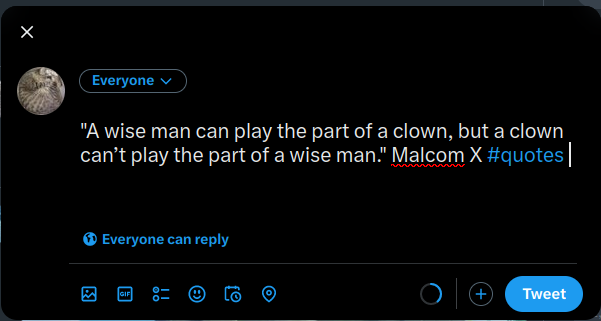 Everyone
"A wise man can play the part of a clown, but a clown
can’t play the part of a wise man." Malcom X #quotes
Everyone can reply
GIF
Tweet